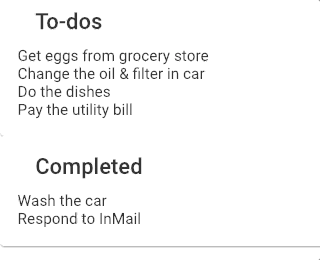 To-dos
Get eggs from grocery store
Change the oil & filter in car
Do the dishes
Pay the utility bill
Completed
Wash the car
Respond to InMail